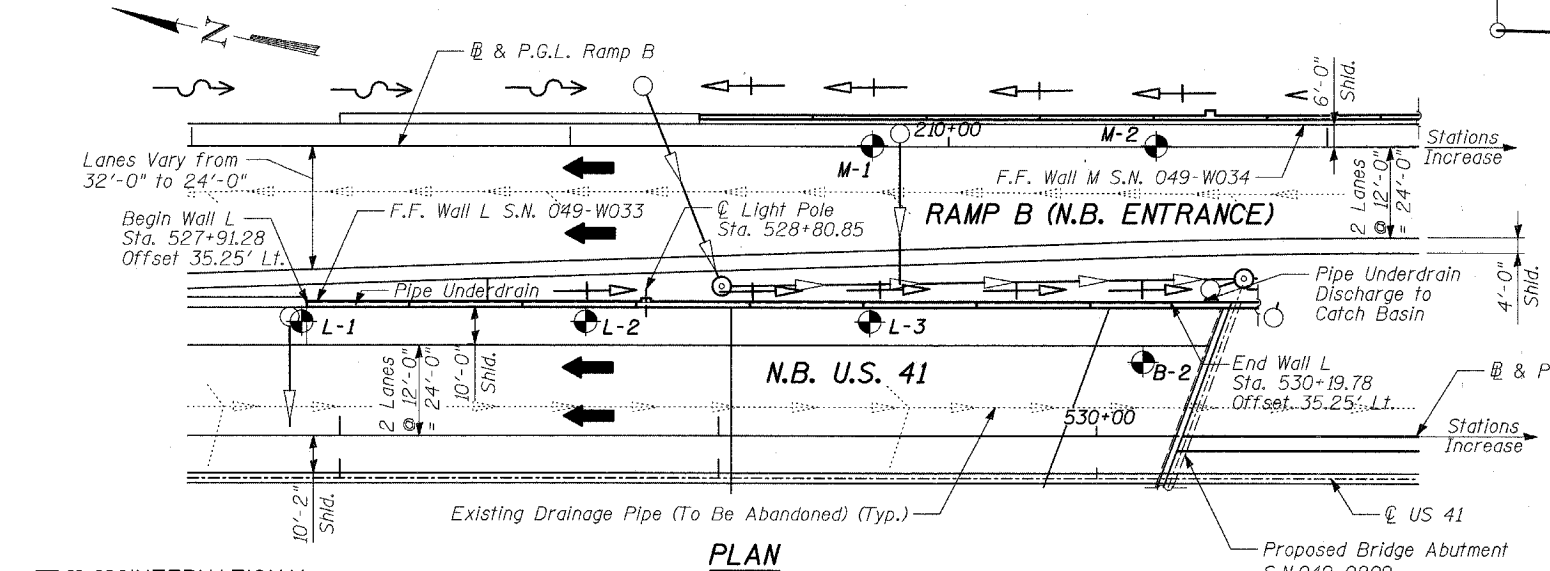 N
℄ & P.G.L. Ramp B
6'-0"
Shld.
210+00
M-1
M-2
Stations
Increase
Lanes Vary from
32'-0" to 24'-0"
F.F. Wall M S.N. 049-W034
Begin Wall L
Sta. 527+91.28
Offset 35.25' Lt.
F.F. Wall L S.N. 049-W033
℄ Light Pole
Sta. 528+80.85
RAMP B (N.B. ENTRANCE)
2 Lanes
@ 12'-0"
= 24'-0"
Pipe Underdrain
Pipe Underdrain
Discharge to
Catch Basin
4'-0"
Shld.
L-1
L-2
L-3
B-2
10'-0"
Shld.
2 Lanes
@ 12'-0"
= 24'-0"
N.B. U.S. 41
End Wall L
Sta. 530+19.78
Offset 35.25' Lt.
530+00
& P
Stations
Increase
10'-2"
Shld.
Existing Drainage Pipe (To Be Abandoned) (Typ.)
℄ US 41
PLAN
Proposed Bridge Abutment